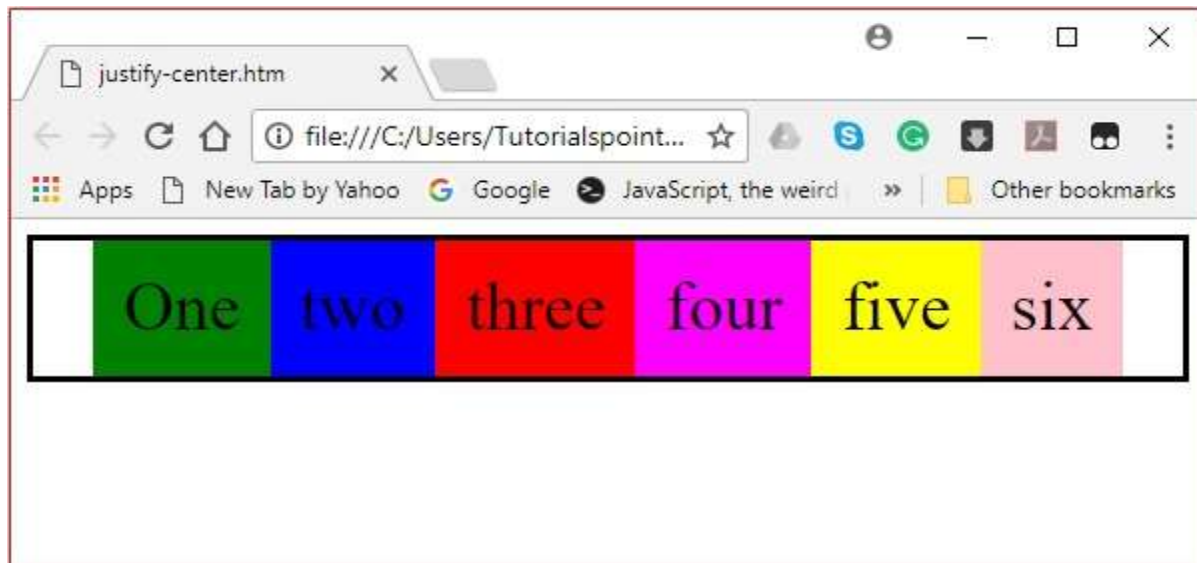 justify-center.htm
file:///C:/Users/Tutorialspoint...
Apps New Tab by Yahoo Google JavaScript, the weird » Other bookmarks
One two three four five six